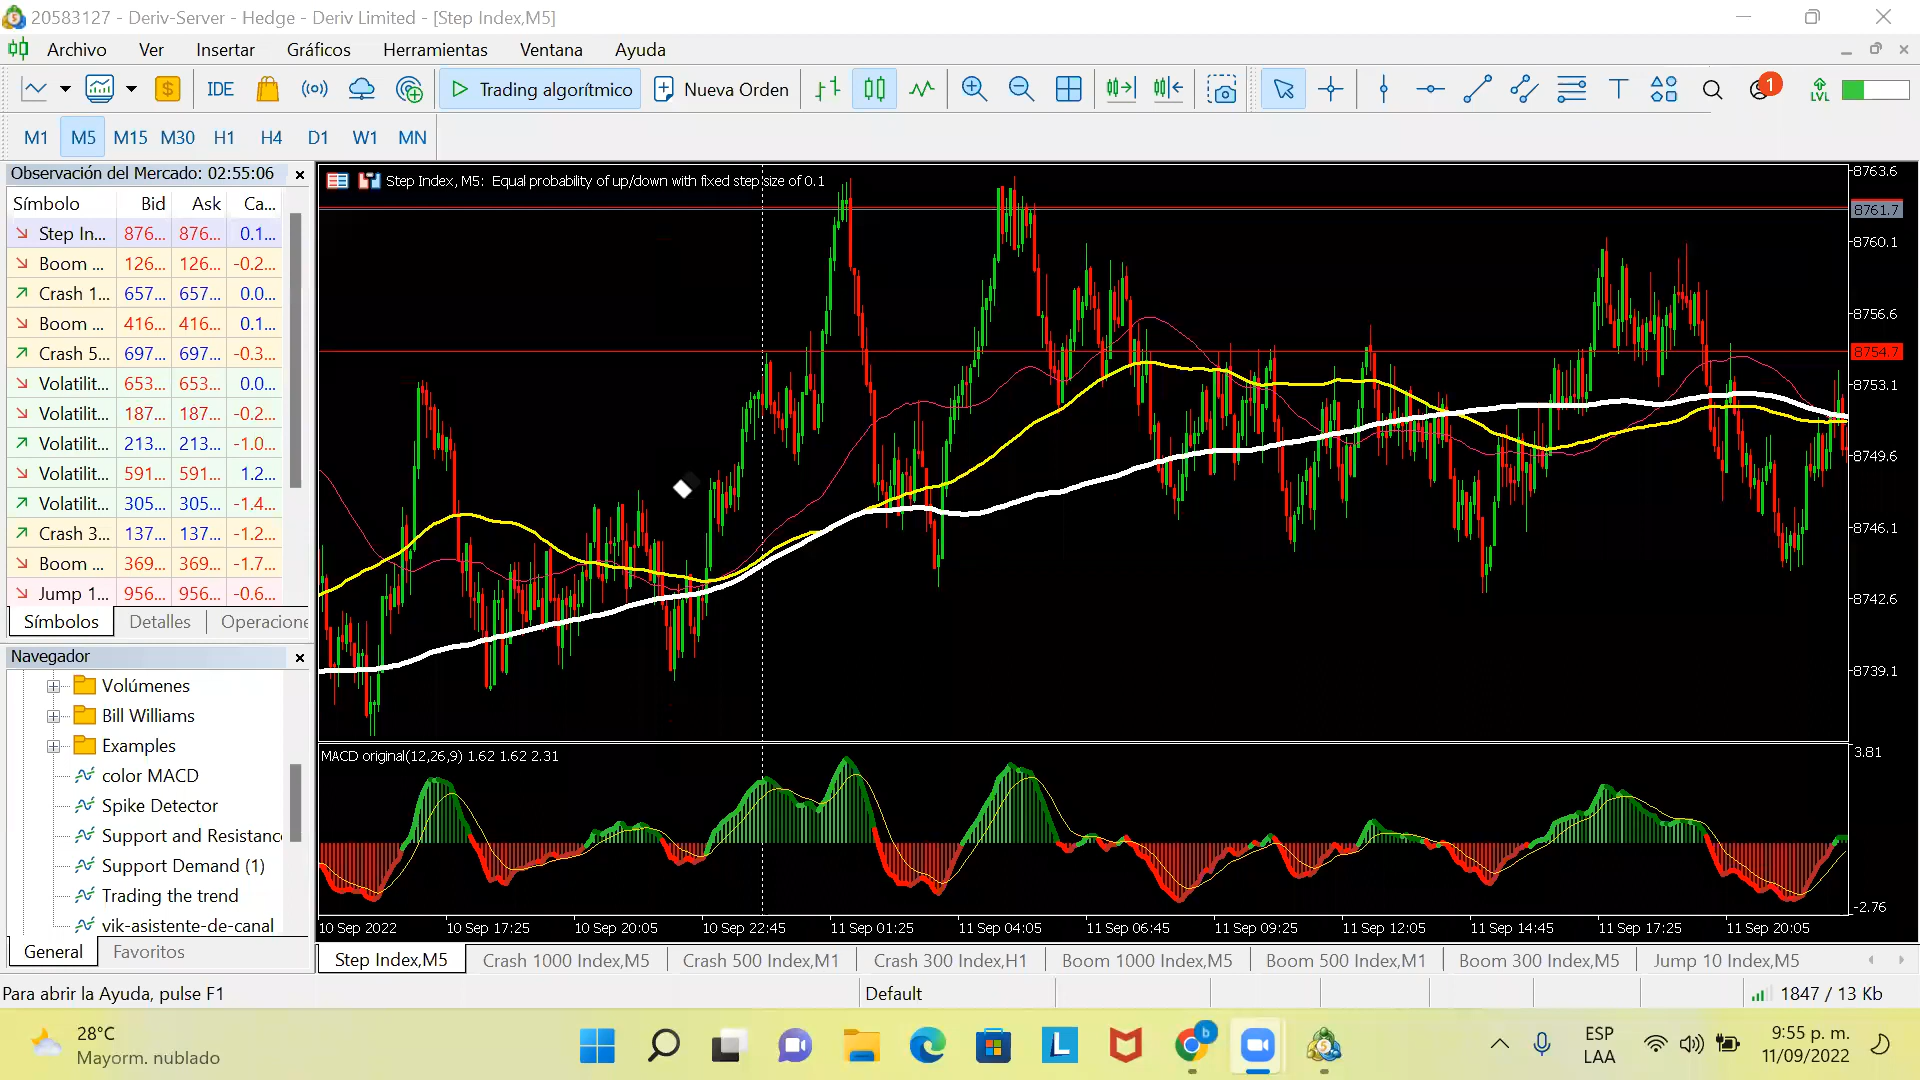 20583127 - Deriv-Server - Hedge - Deriv Limited - [Step Index,M5]
Archivo Ver Insertar Gráficos Herramientas Ventana Ayuda
IDE Trading algorítmico Nueva Orden 1 LVL
M1 M5 M15 M30 H1 H4 D1 W1 MN
Observación del Mercado: 02:55:06
Símbolo Bid Ask Ca...
Step In... 876... 876... 0.1...
Boom ... 126... 126... -0.2...
Crash 1... 657... 657... 0.0...
Boom ... 416... 416... 0.1...
Crash 5... 697... 697... -0.3...
Volatilit... 653... 653... 0.0...
Volatilit... 187... 187... -0.2...
Volatilit... 213... 213... -1.0...
Volatilit... 591... 591... 1.2...
Volatilit... 305... 305... -1.4...
Crash 3... 137... 137... -1.2...
Boom ... 369... 369... -1.7...
Jump 1... 956... 956... -0.6...
Símbolos Detalles Operacione
Navegador
Volúmenes
Bill Williams
Examples
color MACD
Spike Detector
Support and Resistanc
Support Demand (1)
Trading the trend
vik-asistente-de-canal
General Favoritos
Step Index, M5: Equal probability of up/down with fixed step size of 0.1
8763.6
8761.7
8760.1
8756.6
8754.7
8753.1
8749.6
8746.1
8742.6
8739.1
MACD original(12,26,9) 1.62 1.62 2.31
3.81
-2.76
10 Sep 2022 10 Sep 17:25 10 Sep 20:05 10 Sep 22:45 11 Sep 01:25 11 Sep 04:05 11 Sep 06:45 11 Sep 09:25 11 Sep 12:05 11 Sep 14:45 11 Sep 17:25 11 Sep 20:05
Step Index,M5 Crash 1000 Index,M5 Crash 500 Index,M1 Crash 300 Index,H1 Boom 1000 Index,M5 Boom 500 Index,M1 Boom 300 Index,M5 Jump 10 Index,M5
Para abrir la Ayuda, pulse F1 Default 1847 / 13 Kb
28°C
Mayorm. nublado
L
b
ESP
LAA
9:55 p. m.
11/09/2022